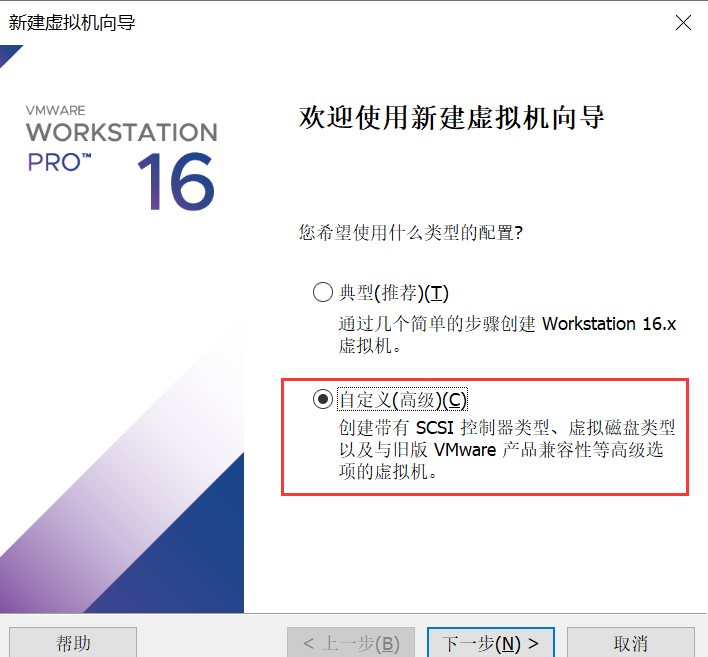 新建虚拟机向导
VMWARE
WORKSTATION
PRO™
16
欢迎使用新建虚拟机向导
您希望使用什么类型的配置?
典型(推荐)(T)
通过几个简单的步骤创建 Workstation 16.x
虚拟机。
自定义(高级)(C)
创建带有 SCSI 控制器类型、虚拟磁盘类型
以及与旧版 VMware 产品兼容性等高级选
项的虚拟机。
帮助
< 上一步(B)
下一步(N) >
取消